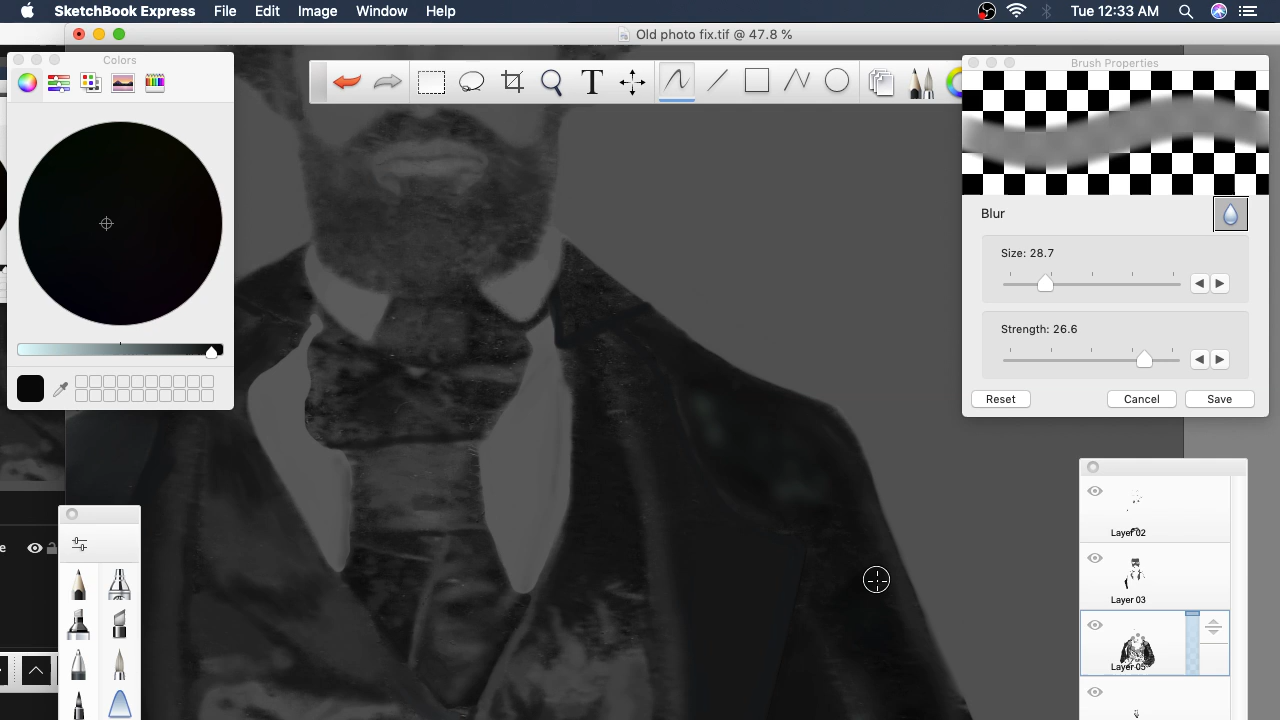 SketchBook Express File Edit Image Window Help Tue 12:33 AM
Old photo fix.tif @ 47.8 %
Colors
T
Brush Properties
Blur
Size: 28.7
Strength: 26.6
Reset Cancel Save
Layer 02
Layer 03
Layer 05